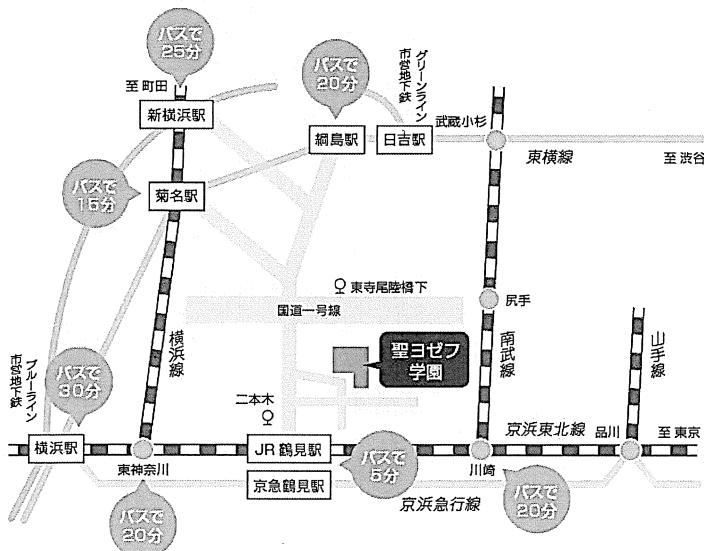 バスで
25分
至 町田
新横浜駅
バスで
20分
グリーンライン
市営地下鉄
綱島駅
日吉駅
武蔵小杉
東横線
至 渋谷
バスで
15分
菊名駅
東寺尾陸橋下
国道一号線
尻手
横浜線
聖ヨゼフ
学園
南武線
山手線
ブルーライン
市営地下鉄
バスで
30分
二本木
京浜東北線
品川
至 東京
横浜駅
東神奈川
JR 鶴見駅
京急鶴見駅
バスで
5分
川崎
京浜急行線
バスで
20分
バスで
20分